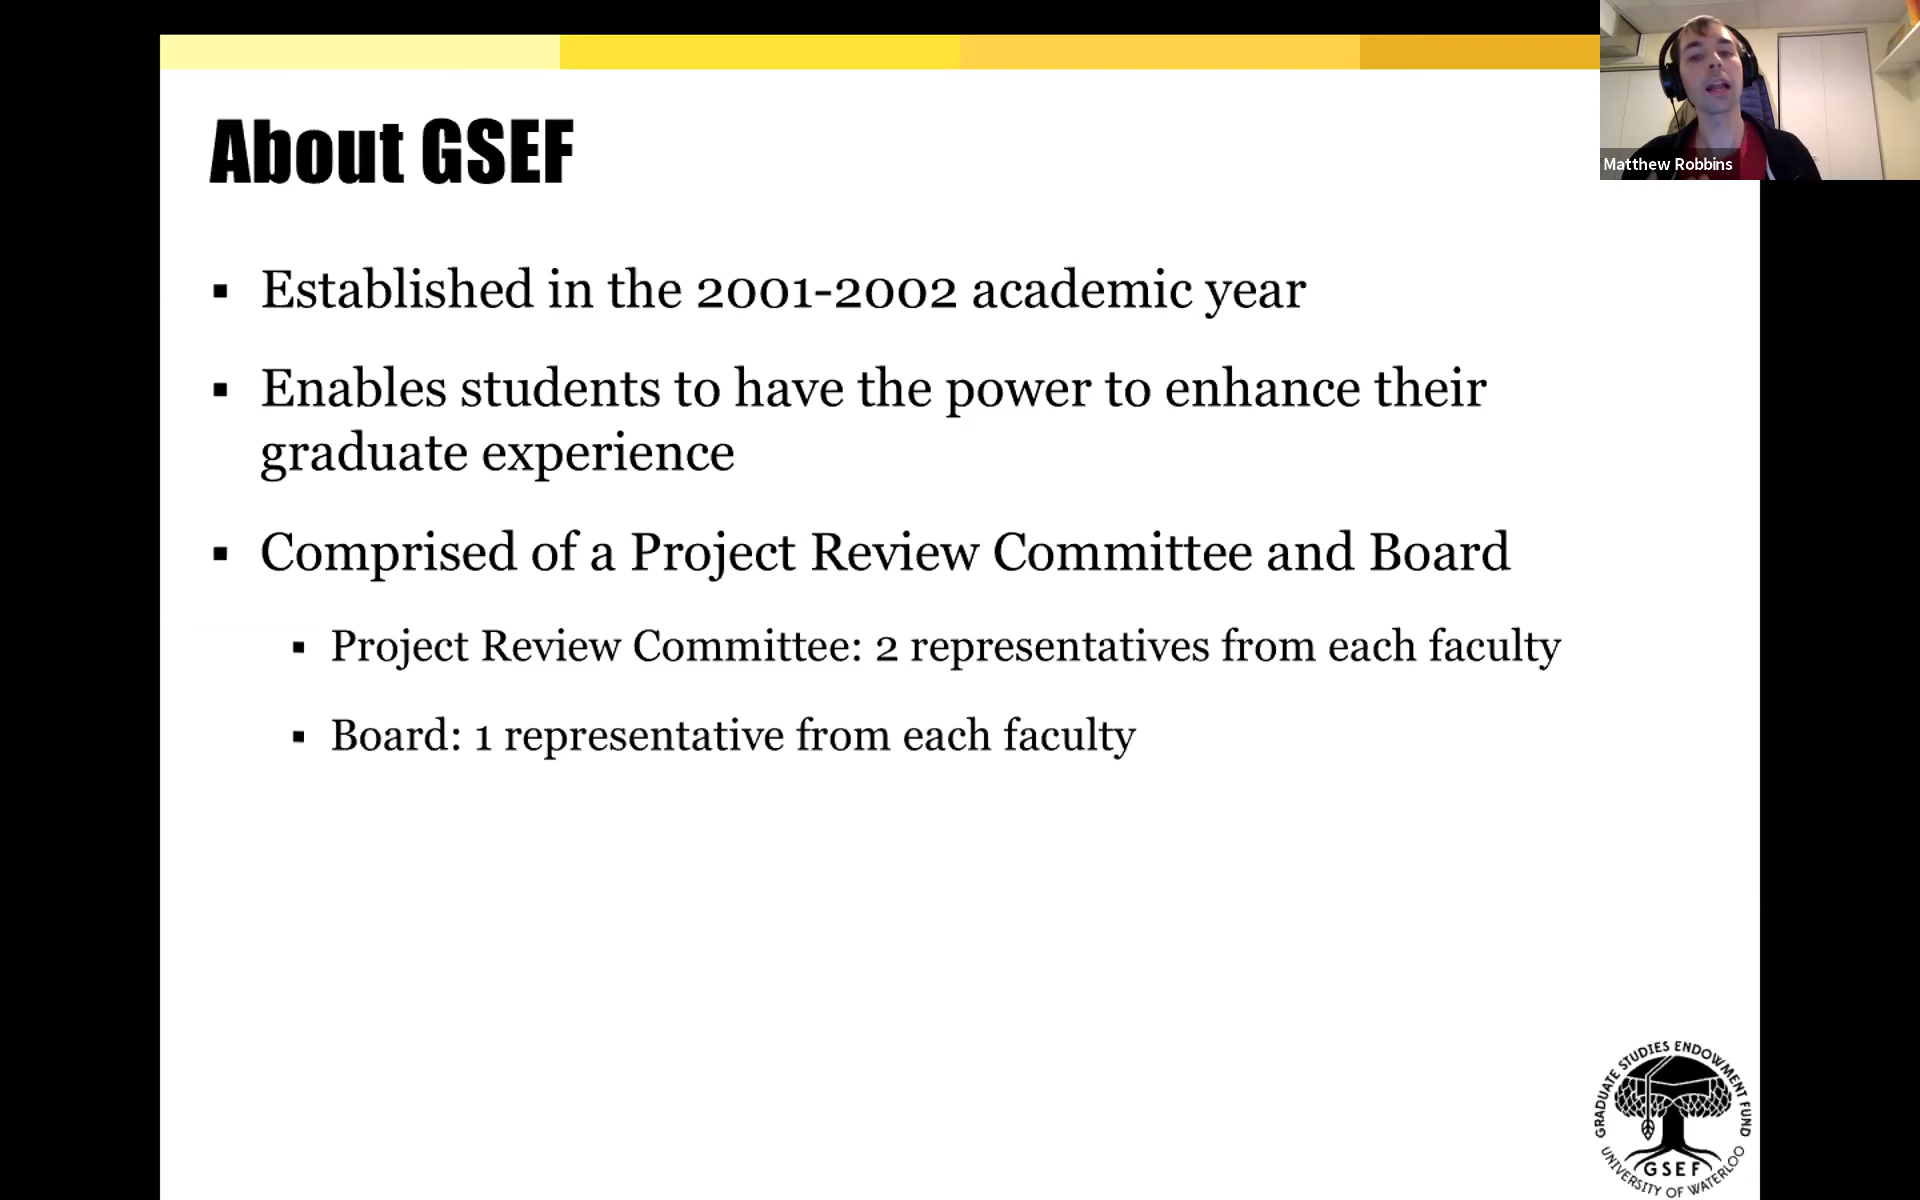 About GSEF
Matthew Robbins
▪ Established in the 2001-2002 academic year
▪ Enables students to have the power to enhance their
graduate experience
▪ Comprised of a Project Review Committee and Board
▪ Project Review Committee: 2 representatives from each faculty
▪ Board: 1 representative from each faculty
GRADUATE STUDIES ENDOWMENT FUND
GSEF
UNIVERSITY OF WATERLOO